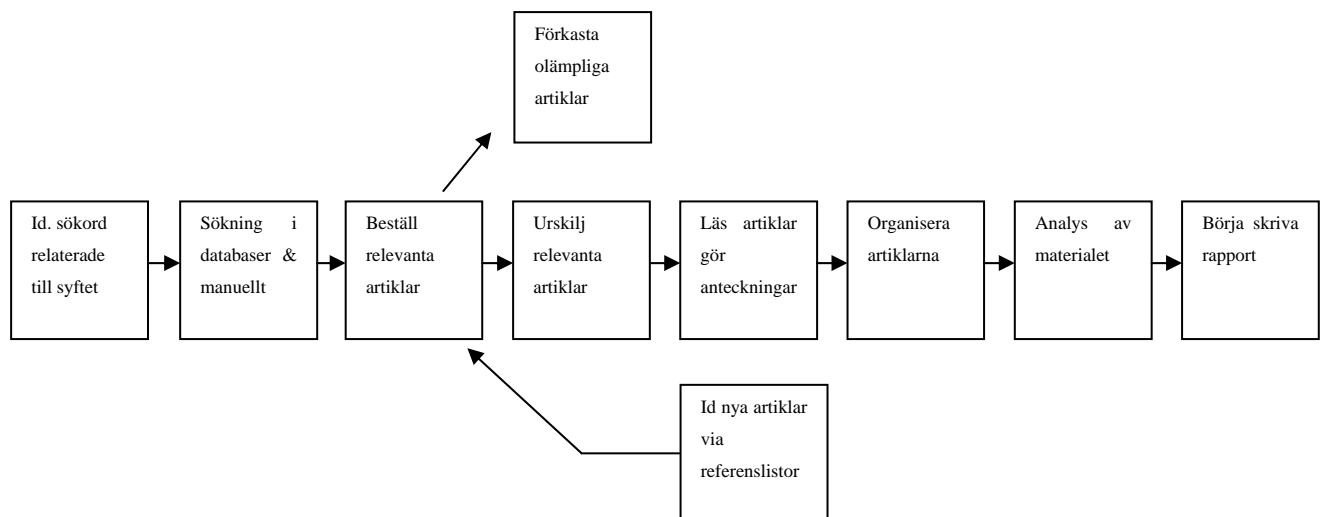 Förkasta
olämpliga
artiklar
Id. sökord
relaterade
till syftet
Sökning i
databaser &
manuellt
Beställ
relevanta
artiklar
Urskilj
relevanta
artiklar
Läs artiklar
gör
anteckningar
Organisera
artiklarna
Analys av
materialet
Börja skriva
rapport
Id nya artiklar
via
referenslistor